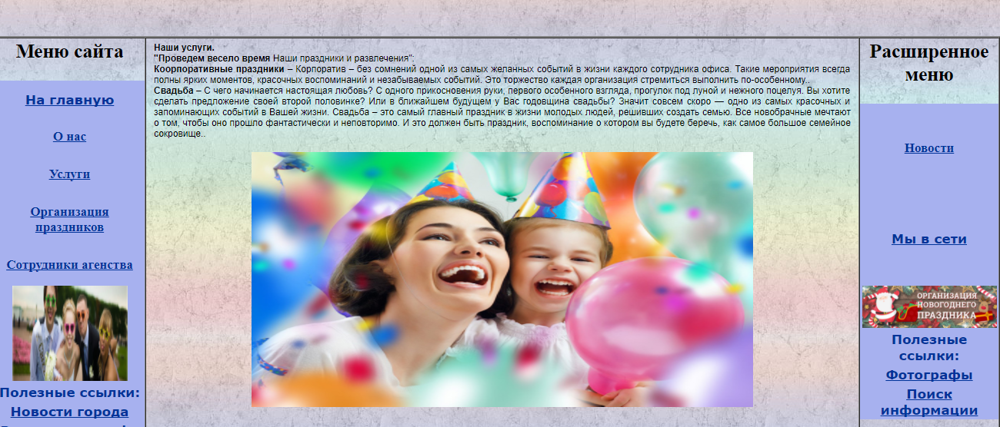 Меню сайта
На главную
О нас
Услуги
Организация
праздников
Сотрудники агенства
Полезные ссылки:
Новости города
Наши услуги.
"Проведем весело время Наши праздники и развлечения":
Коорпоративные праздники – Корпоратив – без сомнений одной из самых желанных событий в жизни каждого сотрудника офиса. Такие мероприятия всегда
полны ярких моментов, красочных воспоминаний и незабываемых событий. Это торжество каждая организация стремиться выполнить по-особенному..
Свадьба – С чего начинается настоящая любовь? С одного прикосновения руки, первого особенного взгляда, прогулок под луной и нежного поцелуя. Вы хотите
сделать предложение своей второй половинке? Или в ближайшем будущем у Вас годовщина свадьбы? Значит совсем скоро — одно из самых красочных и
запоминающих событий в Вашей жизни. Свадьба – это самый главный праздник в жизни молодых людей, решивших создать семью. Все новобрачные мечтают
о том, чтобы оно прошло фантастически и неповторимо. И это должен быть праздник, воспоминание о котором вы будете беречь, как самое большое семейное
сокровище..
Расширенное
меню
Новости
Мы в сети
ОРГАНИЗАЦИЯ
НОВОГОДНЕГО
ПРАЗДНИКА
Полезные
ссылки:
Фотографы
Поиск
информации